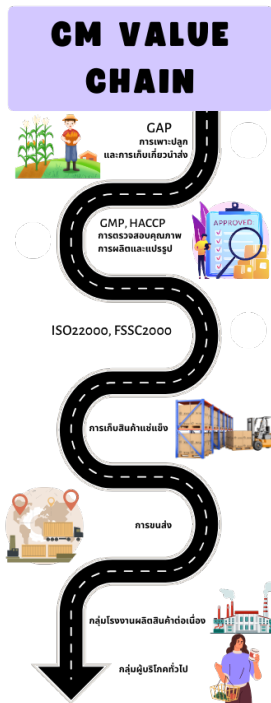 CM VALUE
CHAIN
GAP
การเพาะปลูก
และการเก็บเกี่ยวนำส่ง
GMP, HACCP
การตรวจสอบคุณภาพ
การผลิตและแปรรูป
APPROVED
ISO22000, FSSC2000
การเก็บสินค้าแช่แข็ง
การขนส่ง
กลุ่มโรงงานผลิตสินค้าต่อเนื่อง
กลุ่มผู้บริโภคทั่วไป